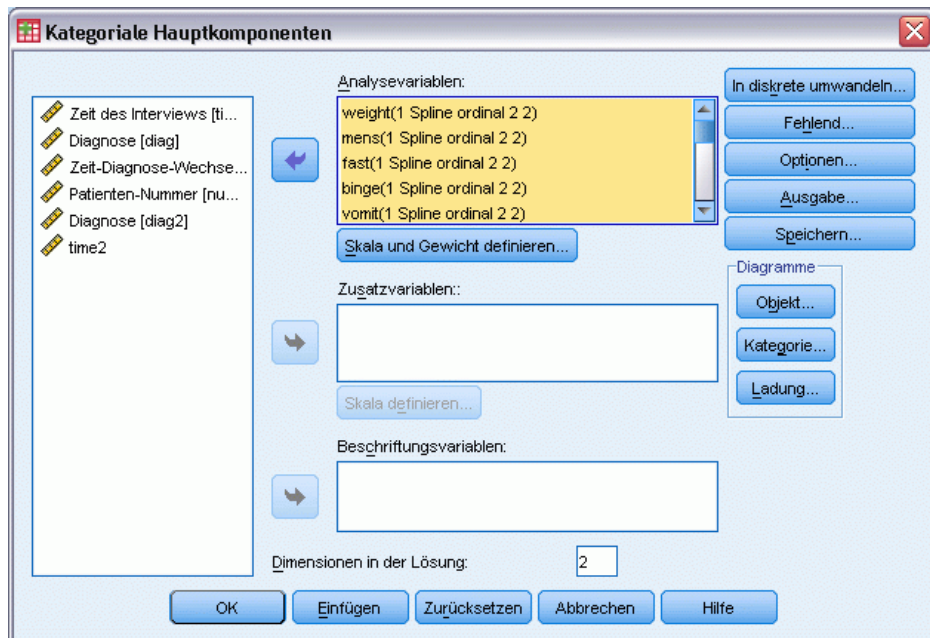 Kategoriale Hauptkomponenten
Zeit des Interviews [ti...
Diagnose [diag]
Zeit-Diagnose-Wechse...
Patienten-Nummer [nu...
Diagnose [diag2]
time2
Analysevariablen:
weight(1 Spline ordinal 2 2)
mens(1 Spline ordinal 2 2)
fast(1 Spline ordinal 2 2)
binge(1 Spline ordinal 2 2)
vomit(1 Spline ordinal 2 2)
Skala und Gewicht definieren...
Zusatzvariablen::
Skala definieren...
Beschriftungsvariablen:
Dimensionen in der Lösung:
2
In diskrete umwandeln...
Fehlend...
Optionen...
Ausgabe...
Speichern...
Diagramme
Objekt...
Kategorie...
Ladung...
OK
Einfügen
Zurücksetzen
Abbrechen
Hilfe